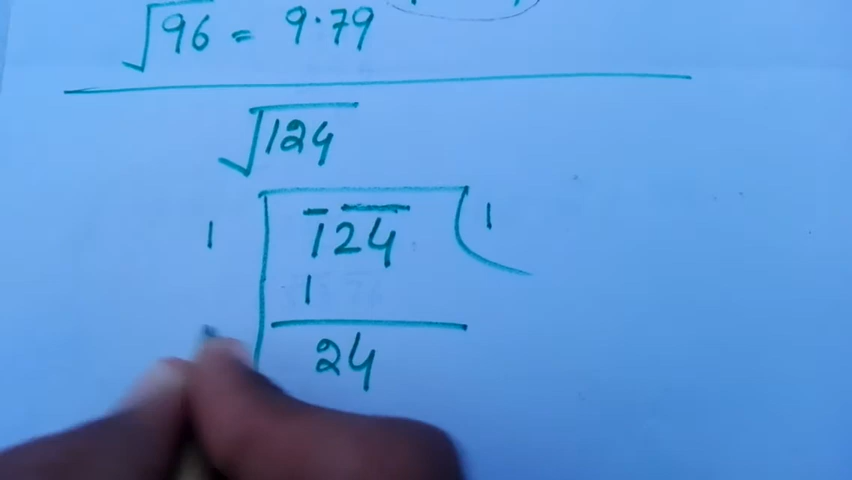 √96 = 9.79
√124
1 124 1
1
24